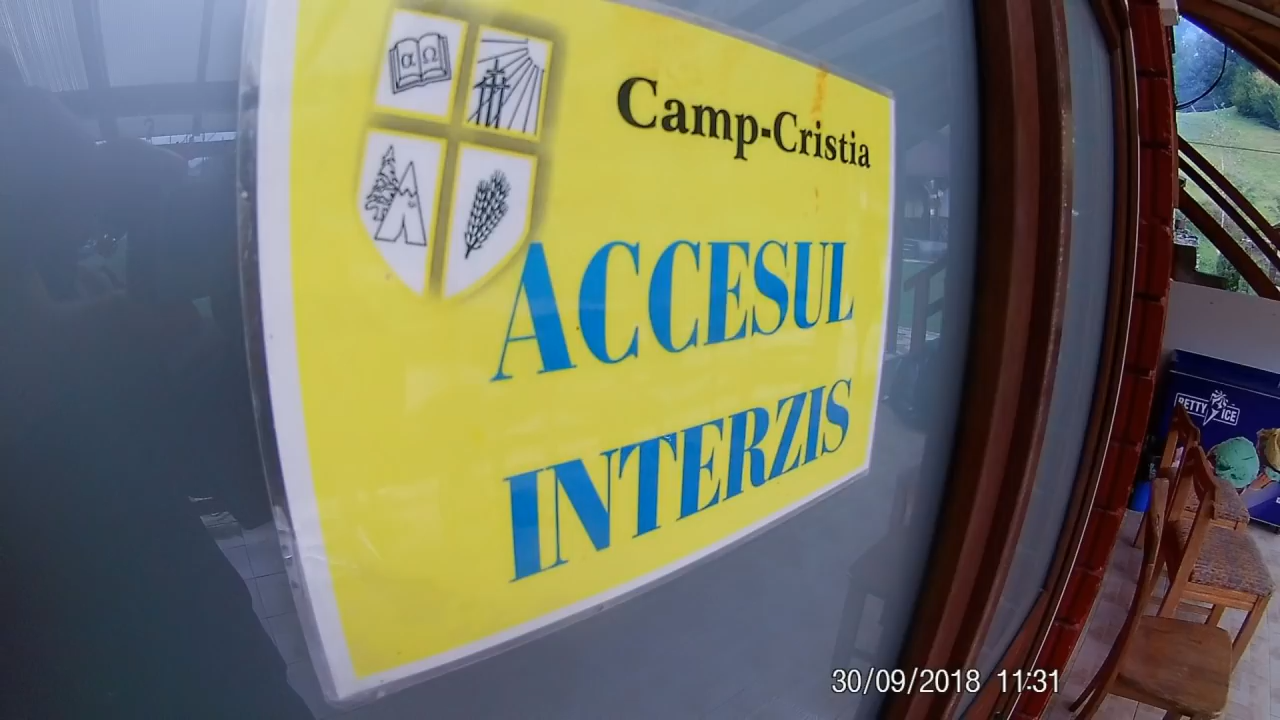 αΩ
Camp-Cristia
ACCESUL
INTERZIS
BETTY ICE
30/09/2018 11:31